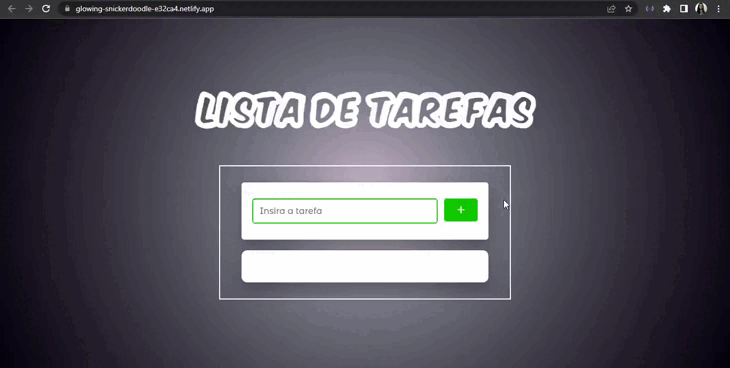 glowing-snickerdoodle-e32ca4.netlify.app
LISTA DE TAREFAS
Insira a tarefa
+